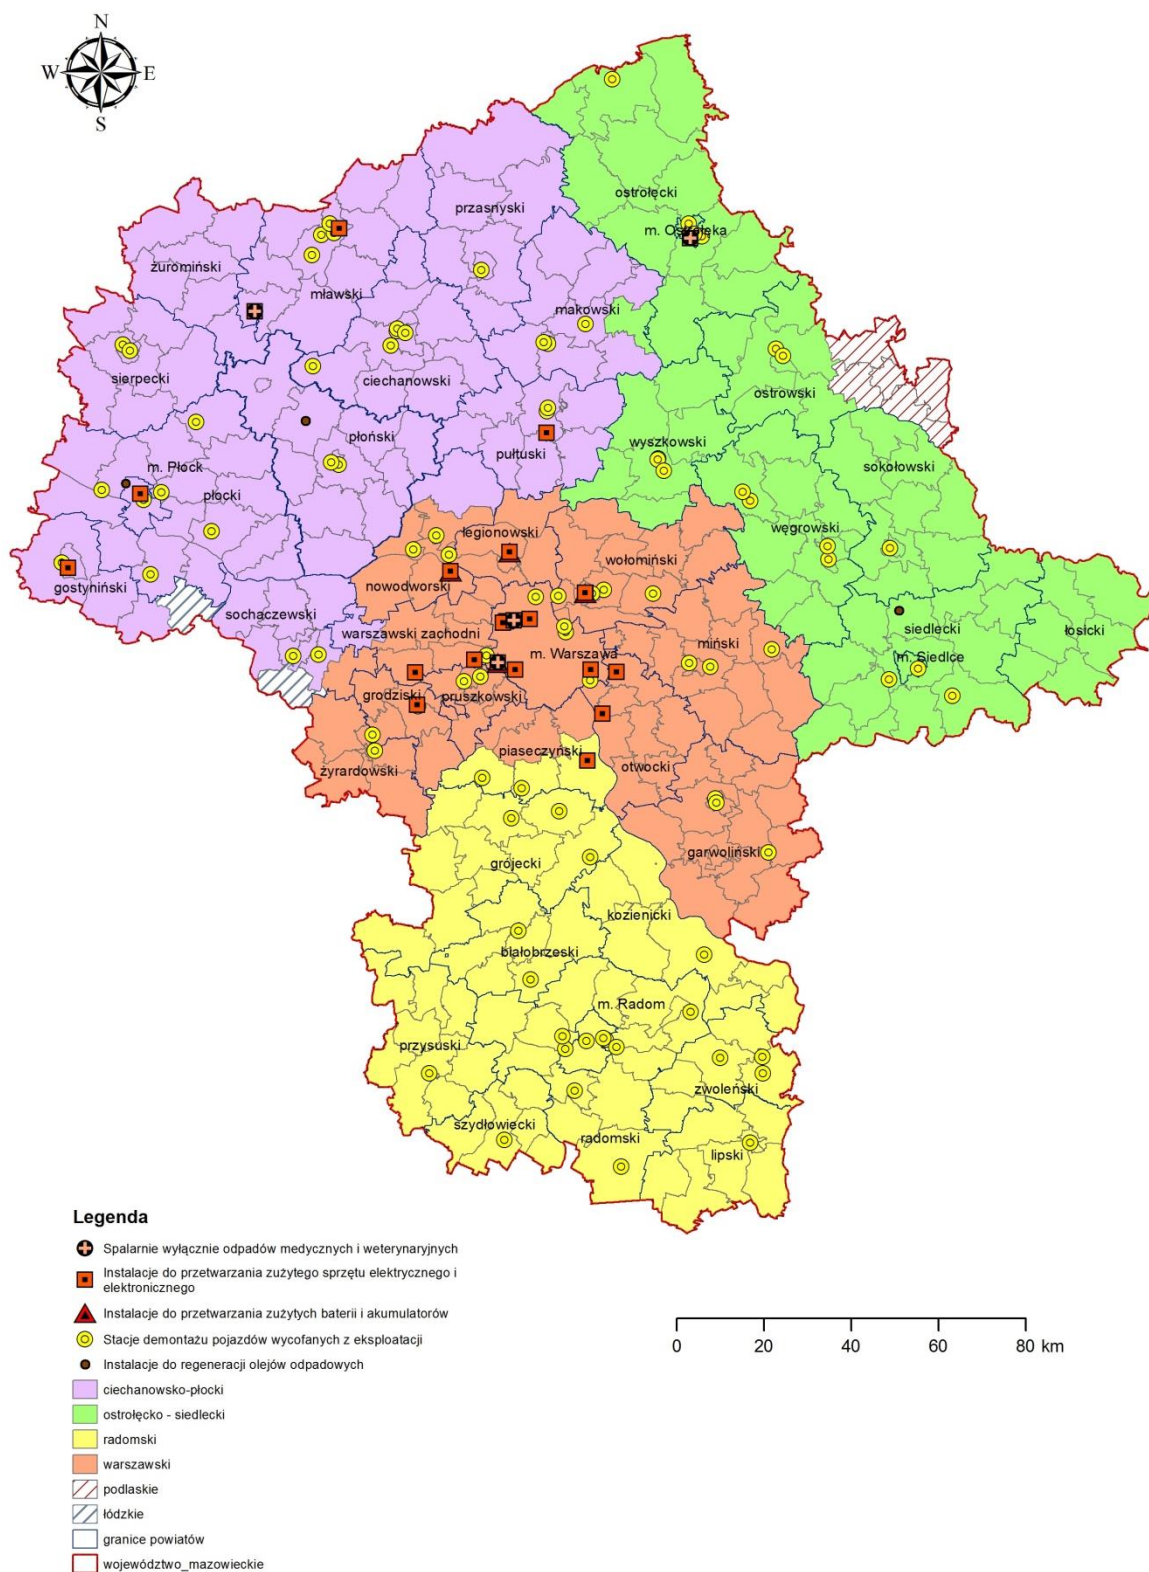 N
W E
S
ostrołęcki
przasnyski
m. Ostrołęka
żuromiński
mławski
makowski
sierpecki
ciechanowski
ostrowski
płoński
pułtuski
wyszkowski
sokołowski
m. Płock
płocki
węgrowski
legionowski
wołomiński
gostyniński
nowodworski
sochaczewski
siedlecki
łosicki
warszawski zachodni
miński
m. Warszawa
m. Siedlce
grodziski
pruszkowski
piaseczyński
otwocki
żyrardowski
garwoliński
grójecki
kozienicki
białobrzeski
m. Radom
przysuski
zwoleński
szydłowiecki
radomski
lipski
Legenda
Spalarnie wyłącznie odpadów medycznych i weterynaryjnych
Instalacje do przetwarzania zużytego sprzętu elektrycznego i
elektronicznego
Instalacje do przetwarzania zużytych baterii i akumulatorów
Stacje demontażu pojazdów wycofanych z eksploatacji
Instalacje do regeneracji olejów odpadowych
ciechanowsko-płocki
ostrołęcko - siedlecki
radomski
warszawski
podlaskie
łódzkie
granice powiatów
województwo_mazowieckie
0 20 40 60 80 km